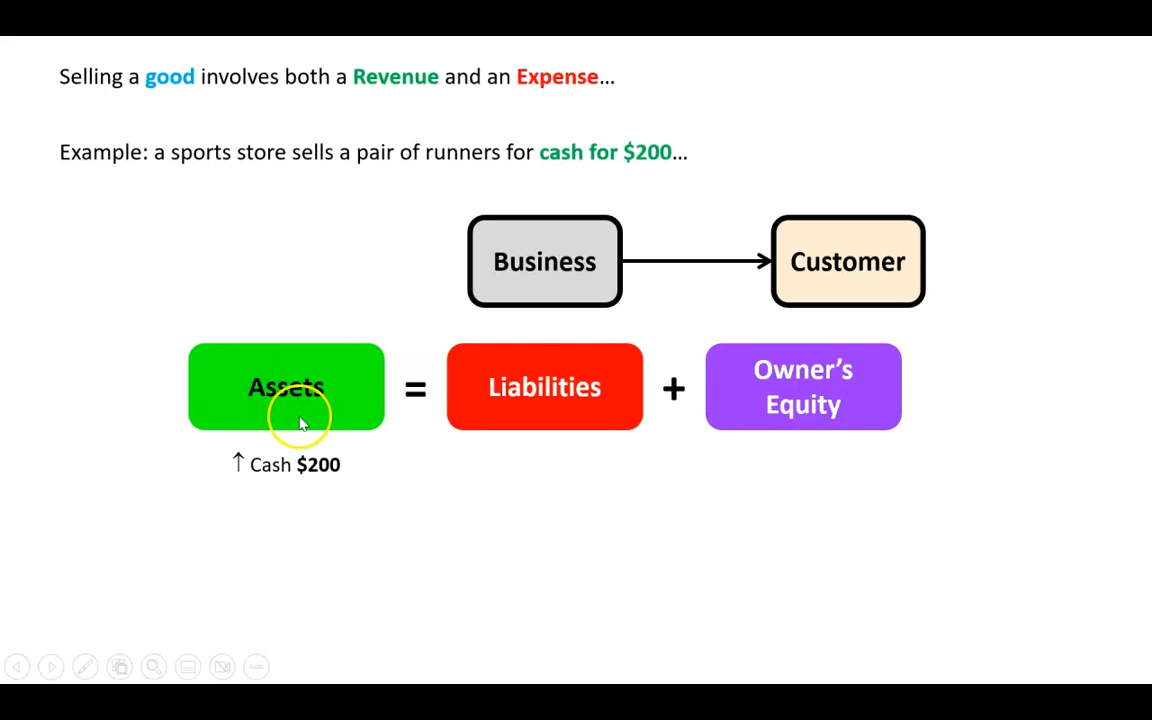 Selling a good involves both a Revenue and an Expense...
Example: a sports store sells a pair of runners for cash for $200...
Business
Customer
Assets
=
Liabilities
+
Owner’s
Equity
↑ Cash $200